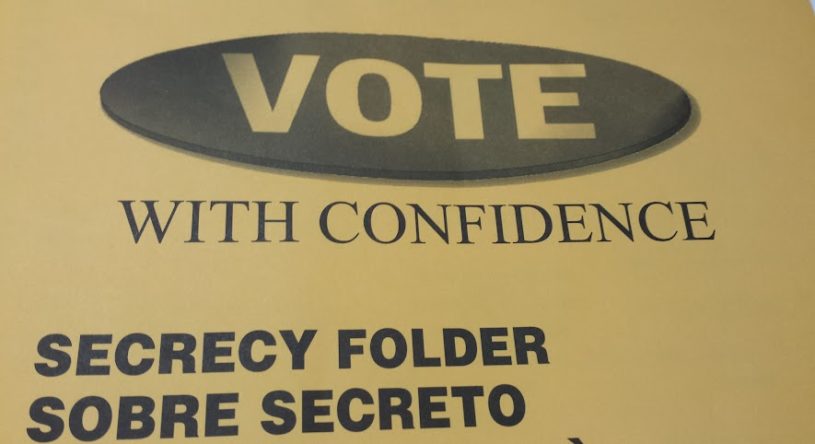 VOTE
WITH CONFIDENCE
SECRECY FOLDER
SOBRE SECRETO